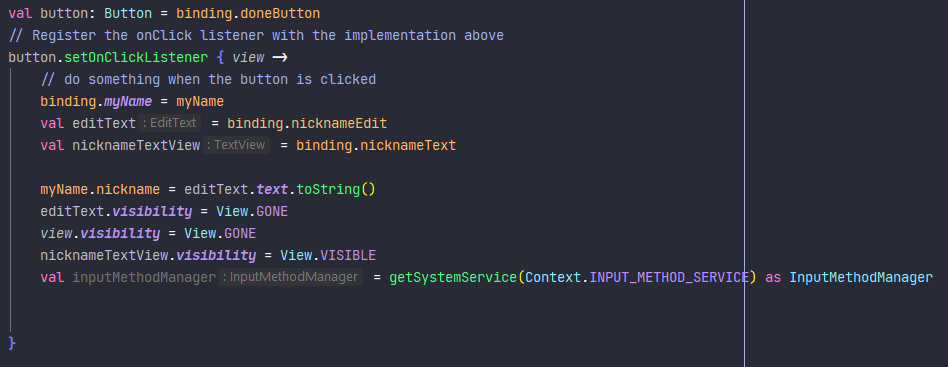 val button: Button = binding.doneButton
// Register the onClick listener with the implementation above
button.setOnClickListener { view ->
// do something when the button is clicked
binding.myName = myName
val editText : EditText = binding.nicknameEdit
val nicknameTextView : TextView = binding.nicknameText
myName.nickname = editText.text.toString()
editText.visibility = View.GONE
view.visibility = View.GONE
nicknameTextView.visibility = View.VISIBLE
val inputMethodManager : InputMethodManager = getSystemService(Context.INPUT_METHOD_SERVICE) as InputMethodManager
}